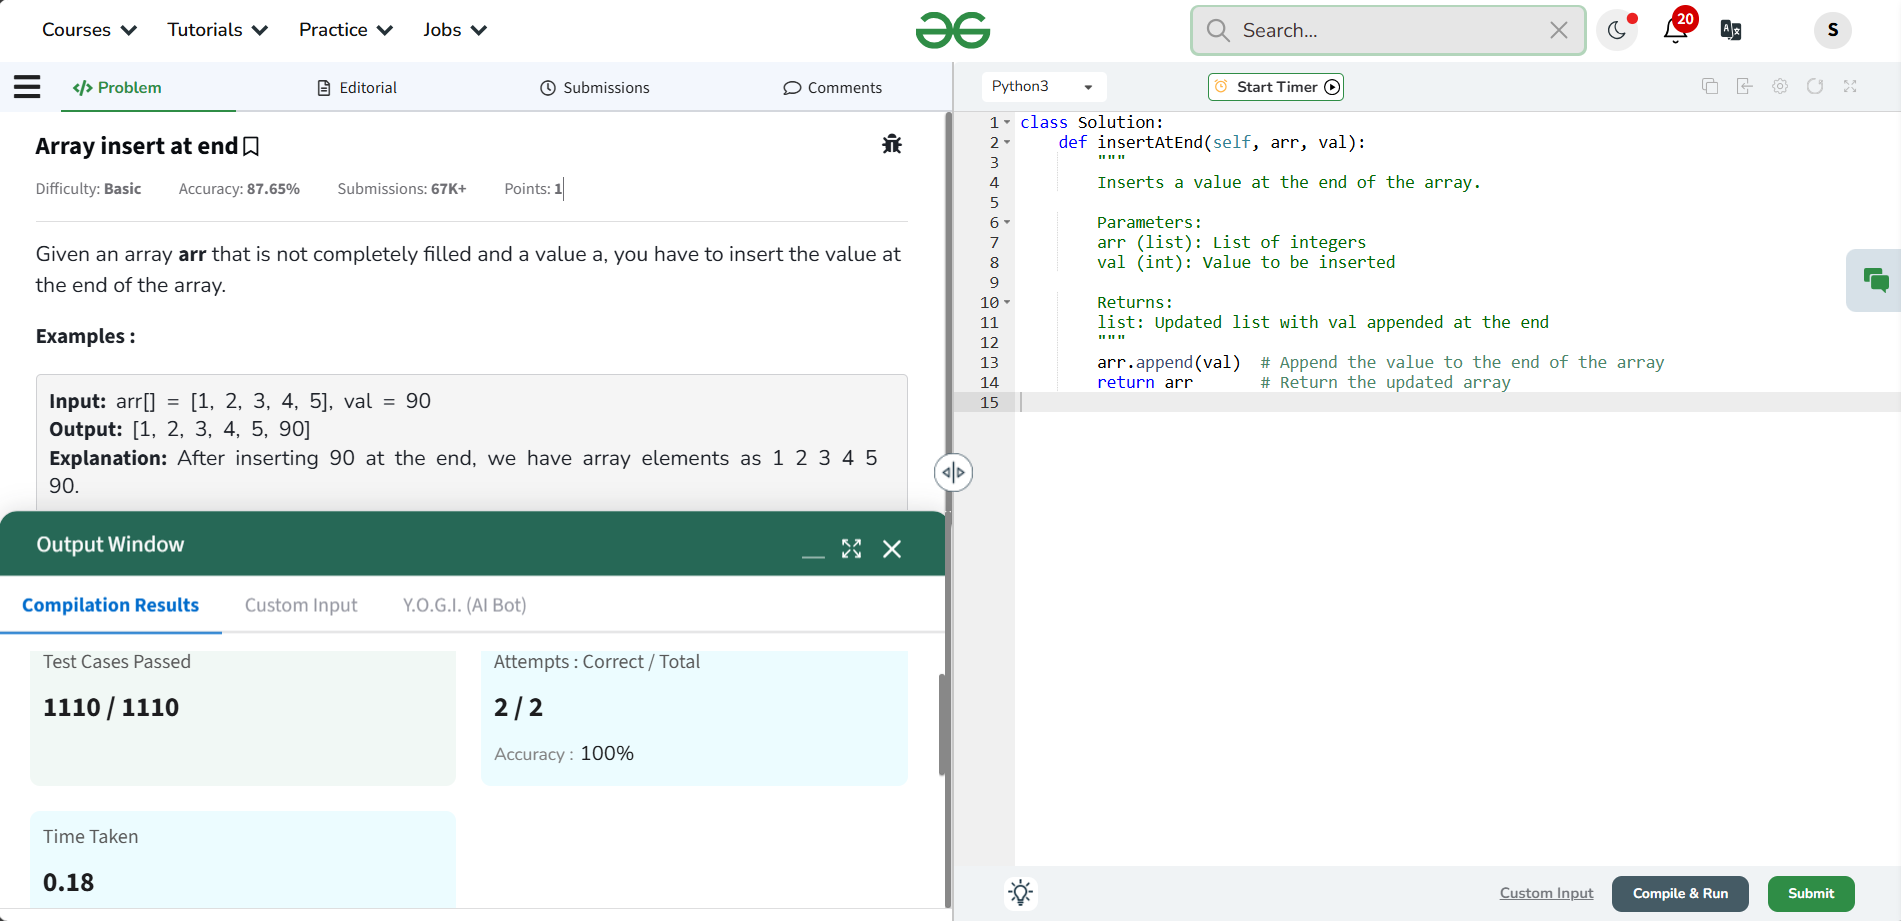 Courses Tutorials Practice Jobs Search... 20 S
Problem Editorial Submissions Comments
Python3 Start Timer
Array insert at end
Difficulty: Basic Accuracy: 87.65% Submissions: 67K+ Points: 1
Given an array arr that is not completely filled and a value a, you have to insert the value at
the end of the array.
Examples :
Input: arr[] = [1, 2, 3, 4, 5], val = 90
Output: [1, 2, 3, 4, 5, 90]
Explanation: After inserting 90 at the end, we have array elements as 1 2 3 4 5
90.
Output Window
Compilation Results Custom Input Y.O.G.I. (AI Bot)
Test Cases Passed
1110 / 1110
Attempts : Correct / Total
2 / 2
Accuracy : 100%
Time Taken
0.18
1 class Solution:
2 def insertAtEnd(self, arr, val):
3 """
4 Inserts a value at the end of the array.
5
6 Parameters:
7 arr (list): List of integers
8 val (int): Value to be inserted
9
10 Returns:
11 list: Updated list with val appended at the end
12 """
13 arr.append(val) # Append the value to the end of the array
14 return arr # Return the updated array
15
Custom Input Compile & Run Submit